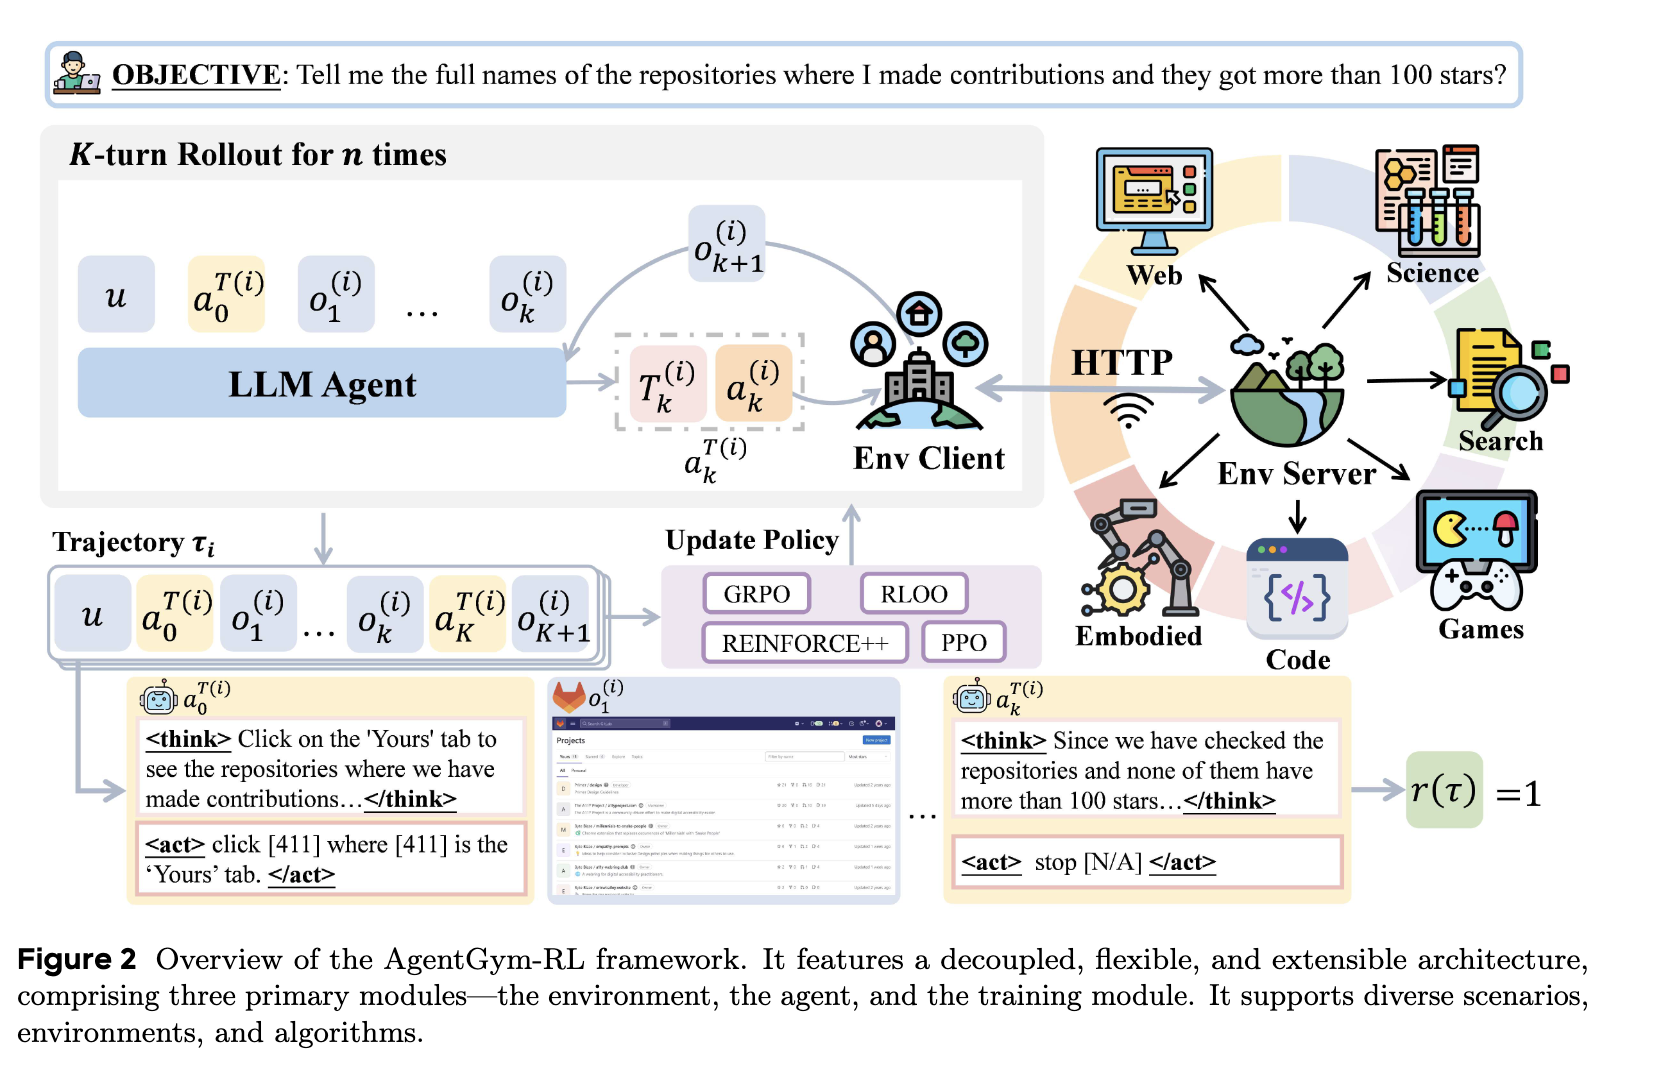 OBJECTIVE: Tell me the full names of the repositories where I made contributions and they got more than 100 stars?
K-turn Rollout for n times
u
a_0^{T(i)}
o_1^{(i)}
...
o_k^{(i)}
o_{k+1}^{(i)}
LLM Agent
T_k^{(i)}
a_k^{(i)}
a_k^{T(i)}
Env Client
HTTP
Env Server
Web
Science
Search
Games
Code
Embodied
Trajectory τ_i
u
a_0^{T(i)}
o_1^{(i)}
...
o_k^{(i)}
a_K^{T(i)}
o_{K+1}^{(i)}
Update Policy
GRPO
RLOO
REINFORCE++
PPO
a_0^{T(i)}
<think> Click on the 'Yours' tab to
see the repositories where we have
made contributions...</think>
<act> click [411] where [411] is the
‘Yours’ tab. </act>
o_1^{(i)}
Projects
...
a_k^{T(i)}
<think> Since we have checked the
repositories and none of them have
more than 100 stars...</think>
<act> stop [N/A] </act>
r(τ) =1
Figure 2 Overview of the AgentGym-RL framework. It features a decoupled, flexible, and extensible architecture,
comprising three primary modules—the environment, the agent, and the training module. It supports diverse scenarios,
environments, and algorithms.